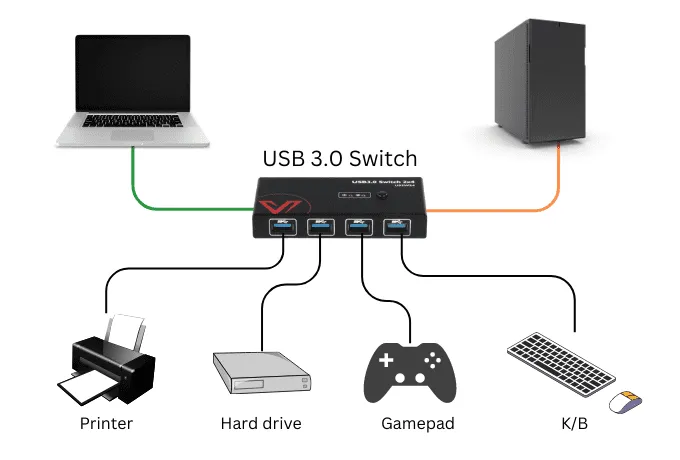 USB 3.0 Switch
USB3.0 Switch 2x4
Printer
Hard drive
Gamepad
K/B